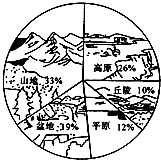 高原 26%
丘陵 10%
山地 33%
盆地 19%
平原 12%